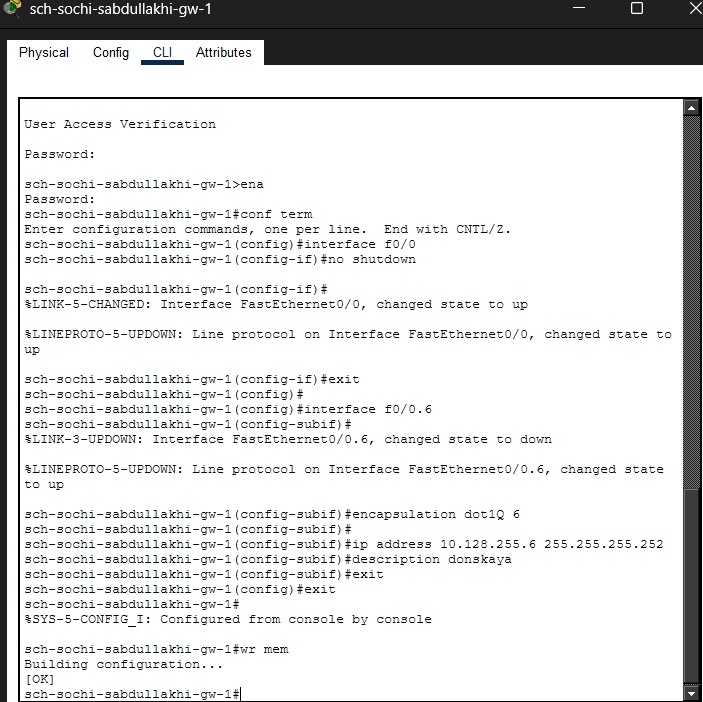 sch-sochi-sabdullakhi-gw-1
Physical Config CLI Attributes
User Access Verification
Password:
sch-sochi-sabdullakhi-gw-1>ena
Password:
sch-sochi-sabdullakhi-gw-1#conf term
Enter configuration commands, one per line.  End with CNTL/Z.
sch-sochi-sabdullakhi-gw-1(config)#interface f0/0
sch-sochi-sabdullakhi-gw-1(config-if)#no shutdown
sch-sochi-sabdullakhi-gw-1(config-if)#
%LINK-5-CHANGED: Interface FastEthernet0/0, changed state to up
%LINEPROTO-5-UPDOWN: Line protocol on Interface FastEthernet0/0, changed state to
up
sch-sochi-sabdullakhi-gw-1(config-if)#exit
sch-sochi-sabdullakhi-gw-1(config)#
sch-sochi-sabdullakhi-gw-1(config)#interface f0/0.6
sch-sochi-sabdullakhi-gw-1(config-subif)#
%LINK-3-UPDOWN: Interface FastEthernet0/0.6, changed state to down
%LINEPROTO-5-UPDOWN: Line protocol on Interface FastEthernet0/0.6, changed state
to up
sch-sochi-sabdullakhi-gw-1(config-subif)#encapsulation dot1Q 6
sch-sochi-sabdullakhi-gw-1(config-subif)#
sch-sochi-sabdullakhi-gw-1(config-subif)#ip address 10.128.255.6 255.255.255.252
sch-sochi-sabdullakhi-gw-1(config-subif)#description donskaya
sch-sochi-sabdullakhi-gw-1(config-subif)#exit
sch-sochi-sabdullakhi-gw-1(config)#exit
sch-sochi-sabdullakhi-gw-1#
%SYS-5-CONFIG_I: Configured from console by console
sch-sochi-sabdullakhi-gw-1#wr mem
Building configuration...
[OK]
sch-sochi-sabdullakhi-gw-1#